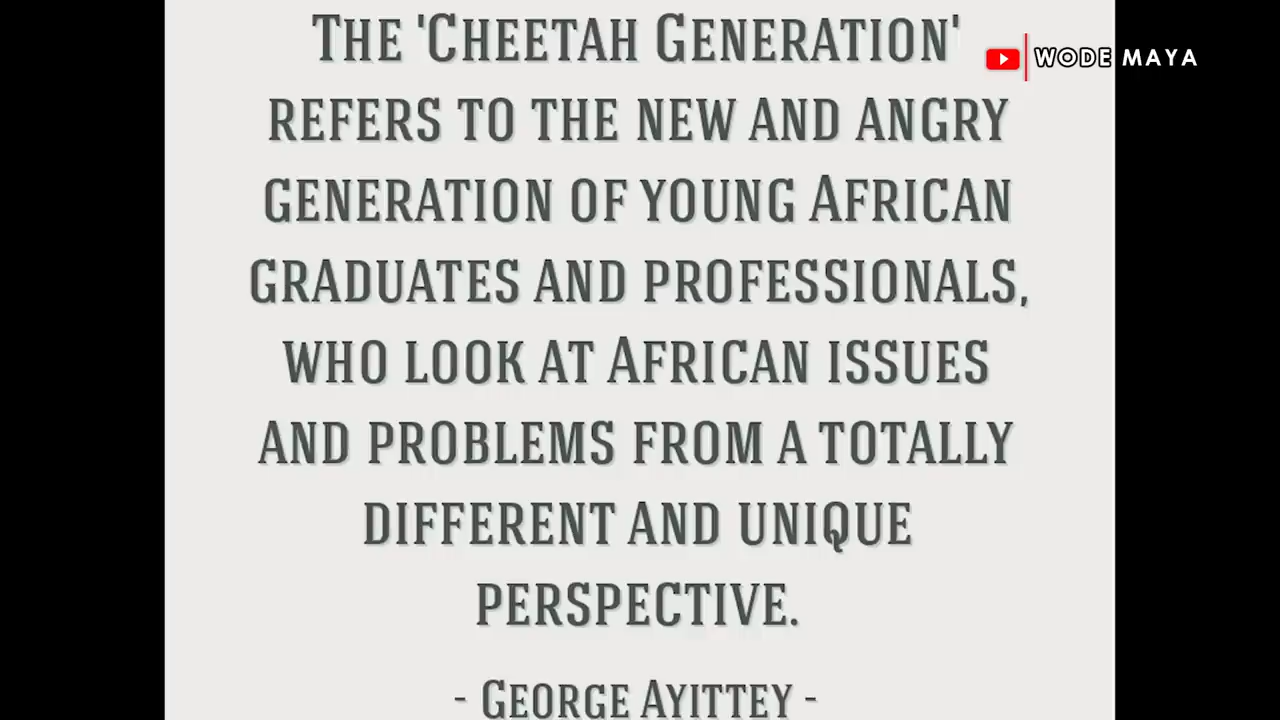 THE 'CHEETAH GENERATION'
WODE MAYA
REFERS TO THE NEW AND ANGRY
GENERATION OF YOUNG AFRICAN
GRADUATES AND PROFESSIONALS,
WHO LOOK AT AFRICAN ISSUES
AND PROBLEMS FROM A TOTALLY
DIFFERENT AND UNIQUE
PERSPECTIVE.
- GEORGE AYITTEY -